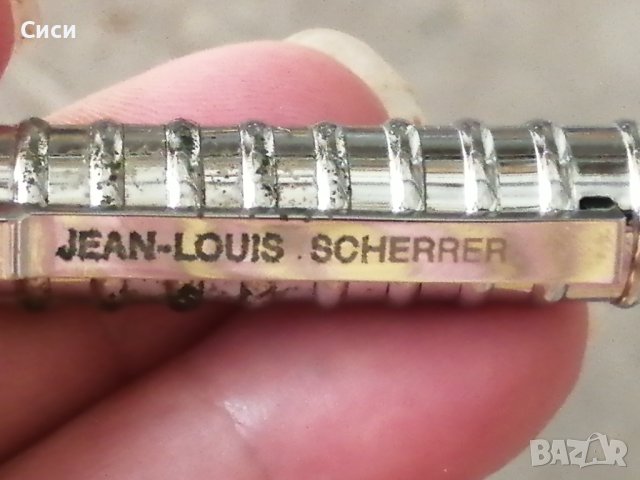 Сиси
JEAN-LOUIS SCHERRER
BAZAR